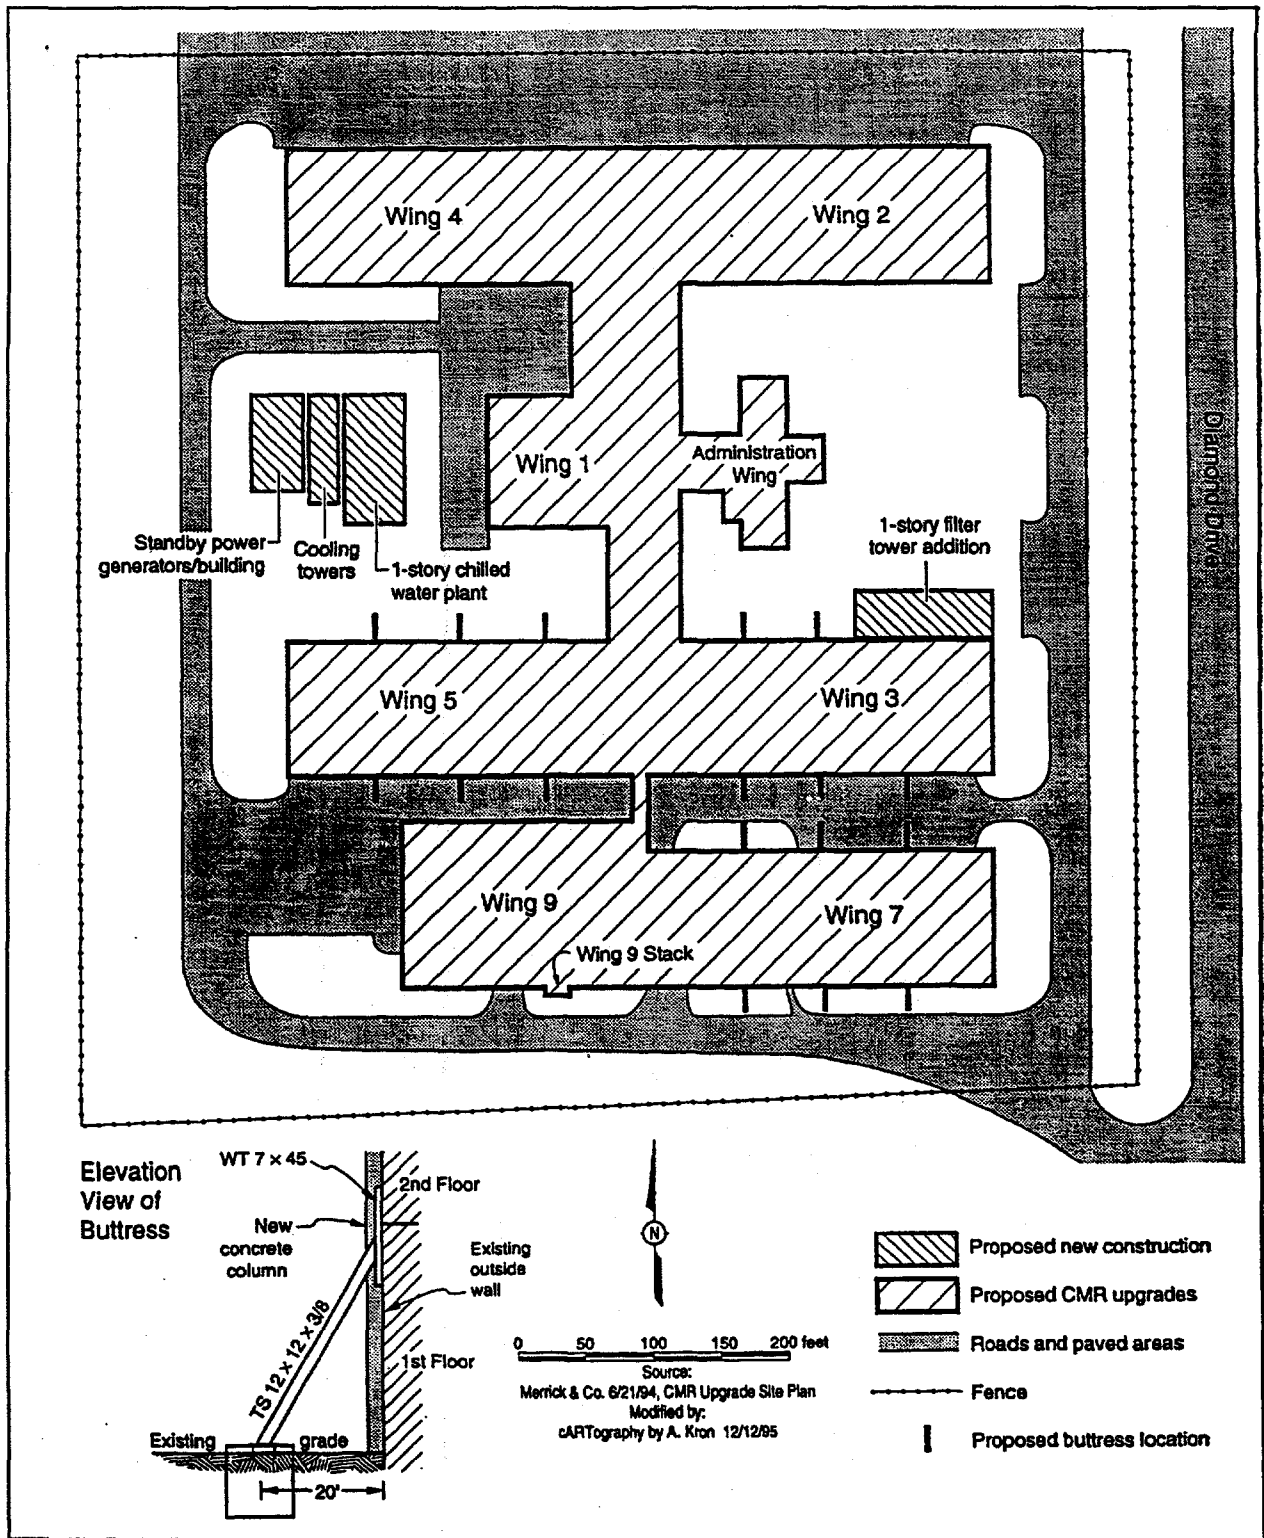 Wing 4
Wing 2
Wing 1
Administration
Wing
Diamond Drive
1-story filter
tower addition
Standby power
generators/building
Cooling
towers
1-story chilled
water plant
Wing 5
Wing 3
Wing 9
Wing 7
Wing 9 Stack
Elevation
View of
Buttress
WT 7 × 45
2nd Floor
New
concrete
column
Existing
outside
wall
TS 12 × 12 × 3/8
1st Floor
Existing grade
20'
N
0 50 100 150 200 feet
Source:
Merrick & Co. 6/21/94, CMR Upgrade Site Plan
Modified by:
cARTography by A. Kron 12/12/95
Proposed new construction
Proposed CMR upgrades
Roads and paved areas
Fence
Proposed buttress location